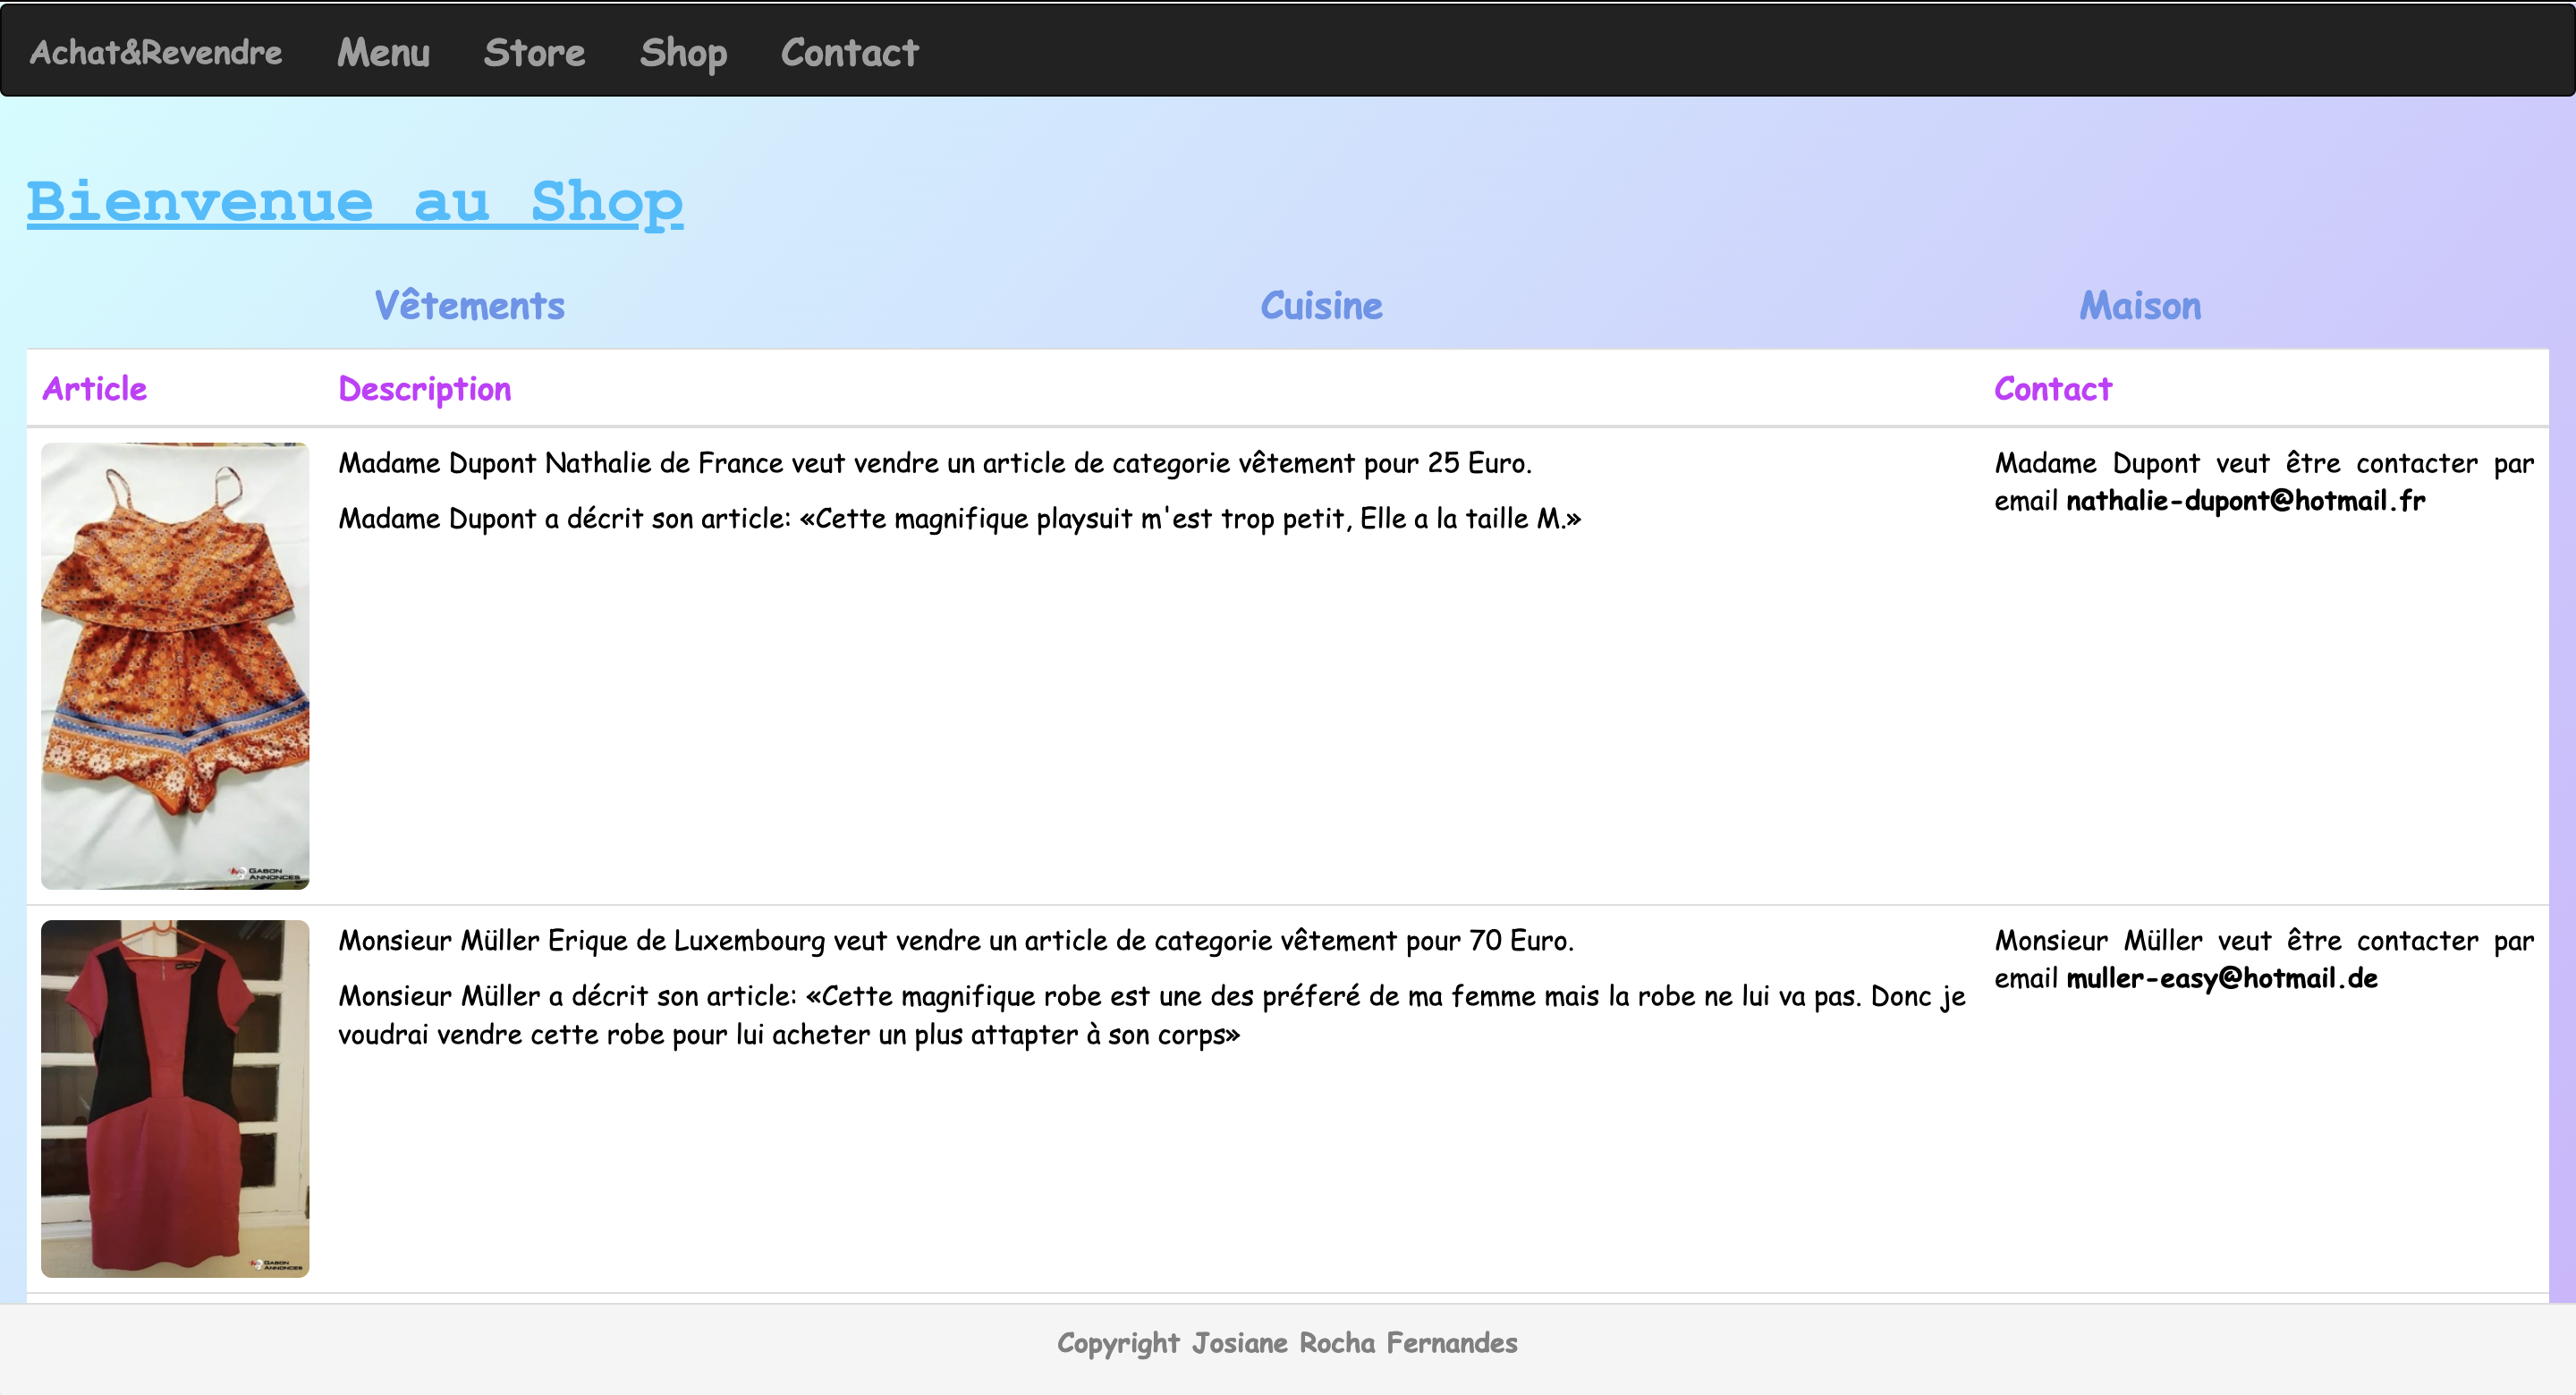 Achat&Revendre Menu Store Shop Contact
Bienvenue au Shop
Vêtements Cuisine Maison
Article Description Contact
Madame Dupont Nathalie de France veut vendre un article de categorie vêtement pour 25 Euro.
Madame Dupont a décrit son article: «Cette magnifique playsuit m'est trop petit, Elle a la taille M.»
Madame Dupont veut être contacter par
email nathalie-dupont@hotmail.fr
GABON
ANNONCES
Monsieur Müller Erique de Luxembourg veut vendre un article de categorie vêtement pour 70 Euro.
Monsieur Müller a décrit son article: «Cette magnifique robe est une des préferé de ma femme mais la robe ne lui va pas. Donc je
voudrai vendre cette robe pour lui acheter un plus attapter à son corps»
Monsieur Müller veut être contacter par
email muller-easy@hotmail.de
GABON
ANNONCES
Copyright Josiane Rocha Fernandes